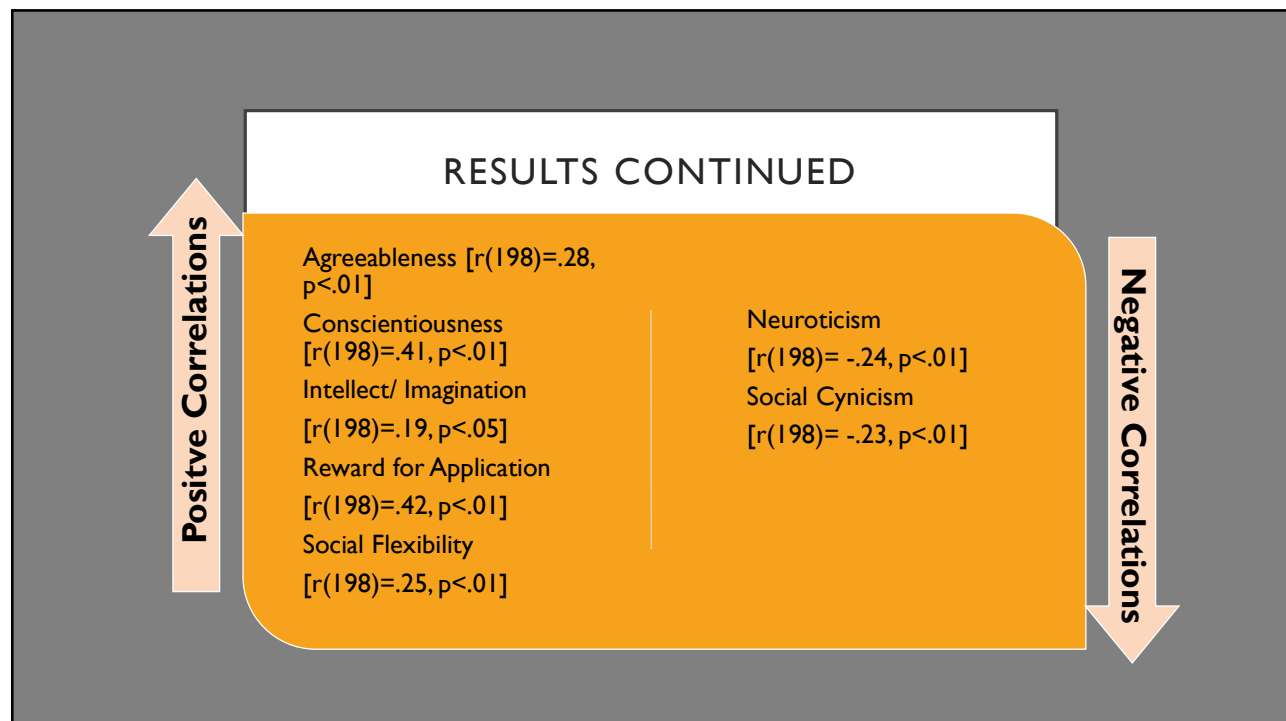 RESULTS CONTINUED
Positve Correlations
Agreeableness [r(198)=.28,
p<.01]
Conscientiousness
[r(198)=.41, p<.01]
Intellect/ Imagination
[r(198)=.19, p<.05]
Reward for Application
[r(198)=.42, p<.01]
Social Flexibility
[r(198)=.25, p<.01]
Neuroticism
[r(198)= -.24, p<.01]
Social Cynicism
[r(198)= -.23, p<.01]
Negative Correlations